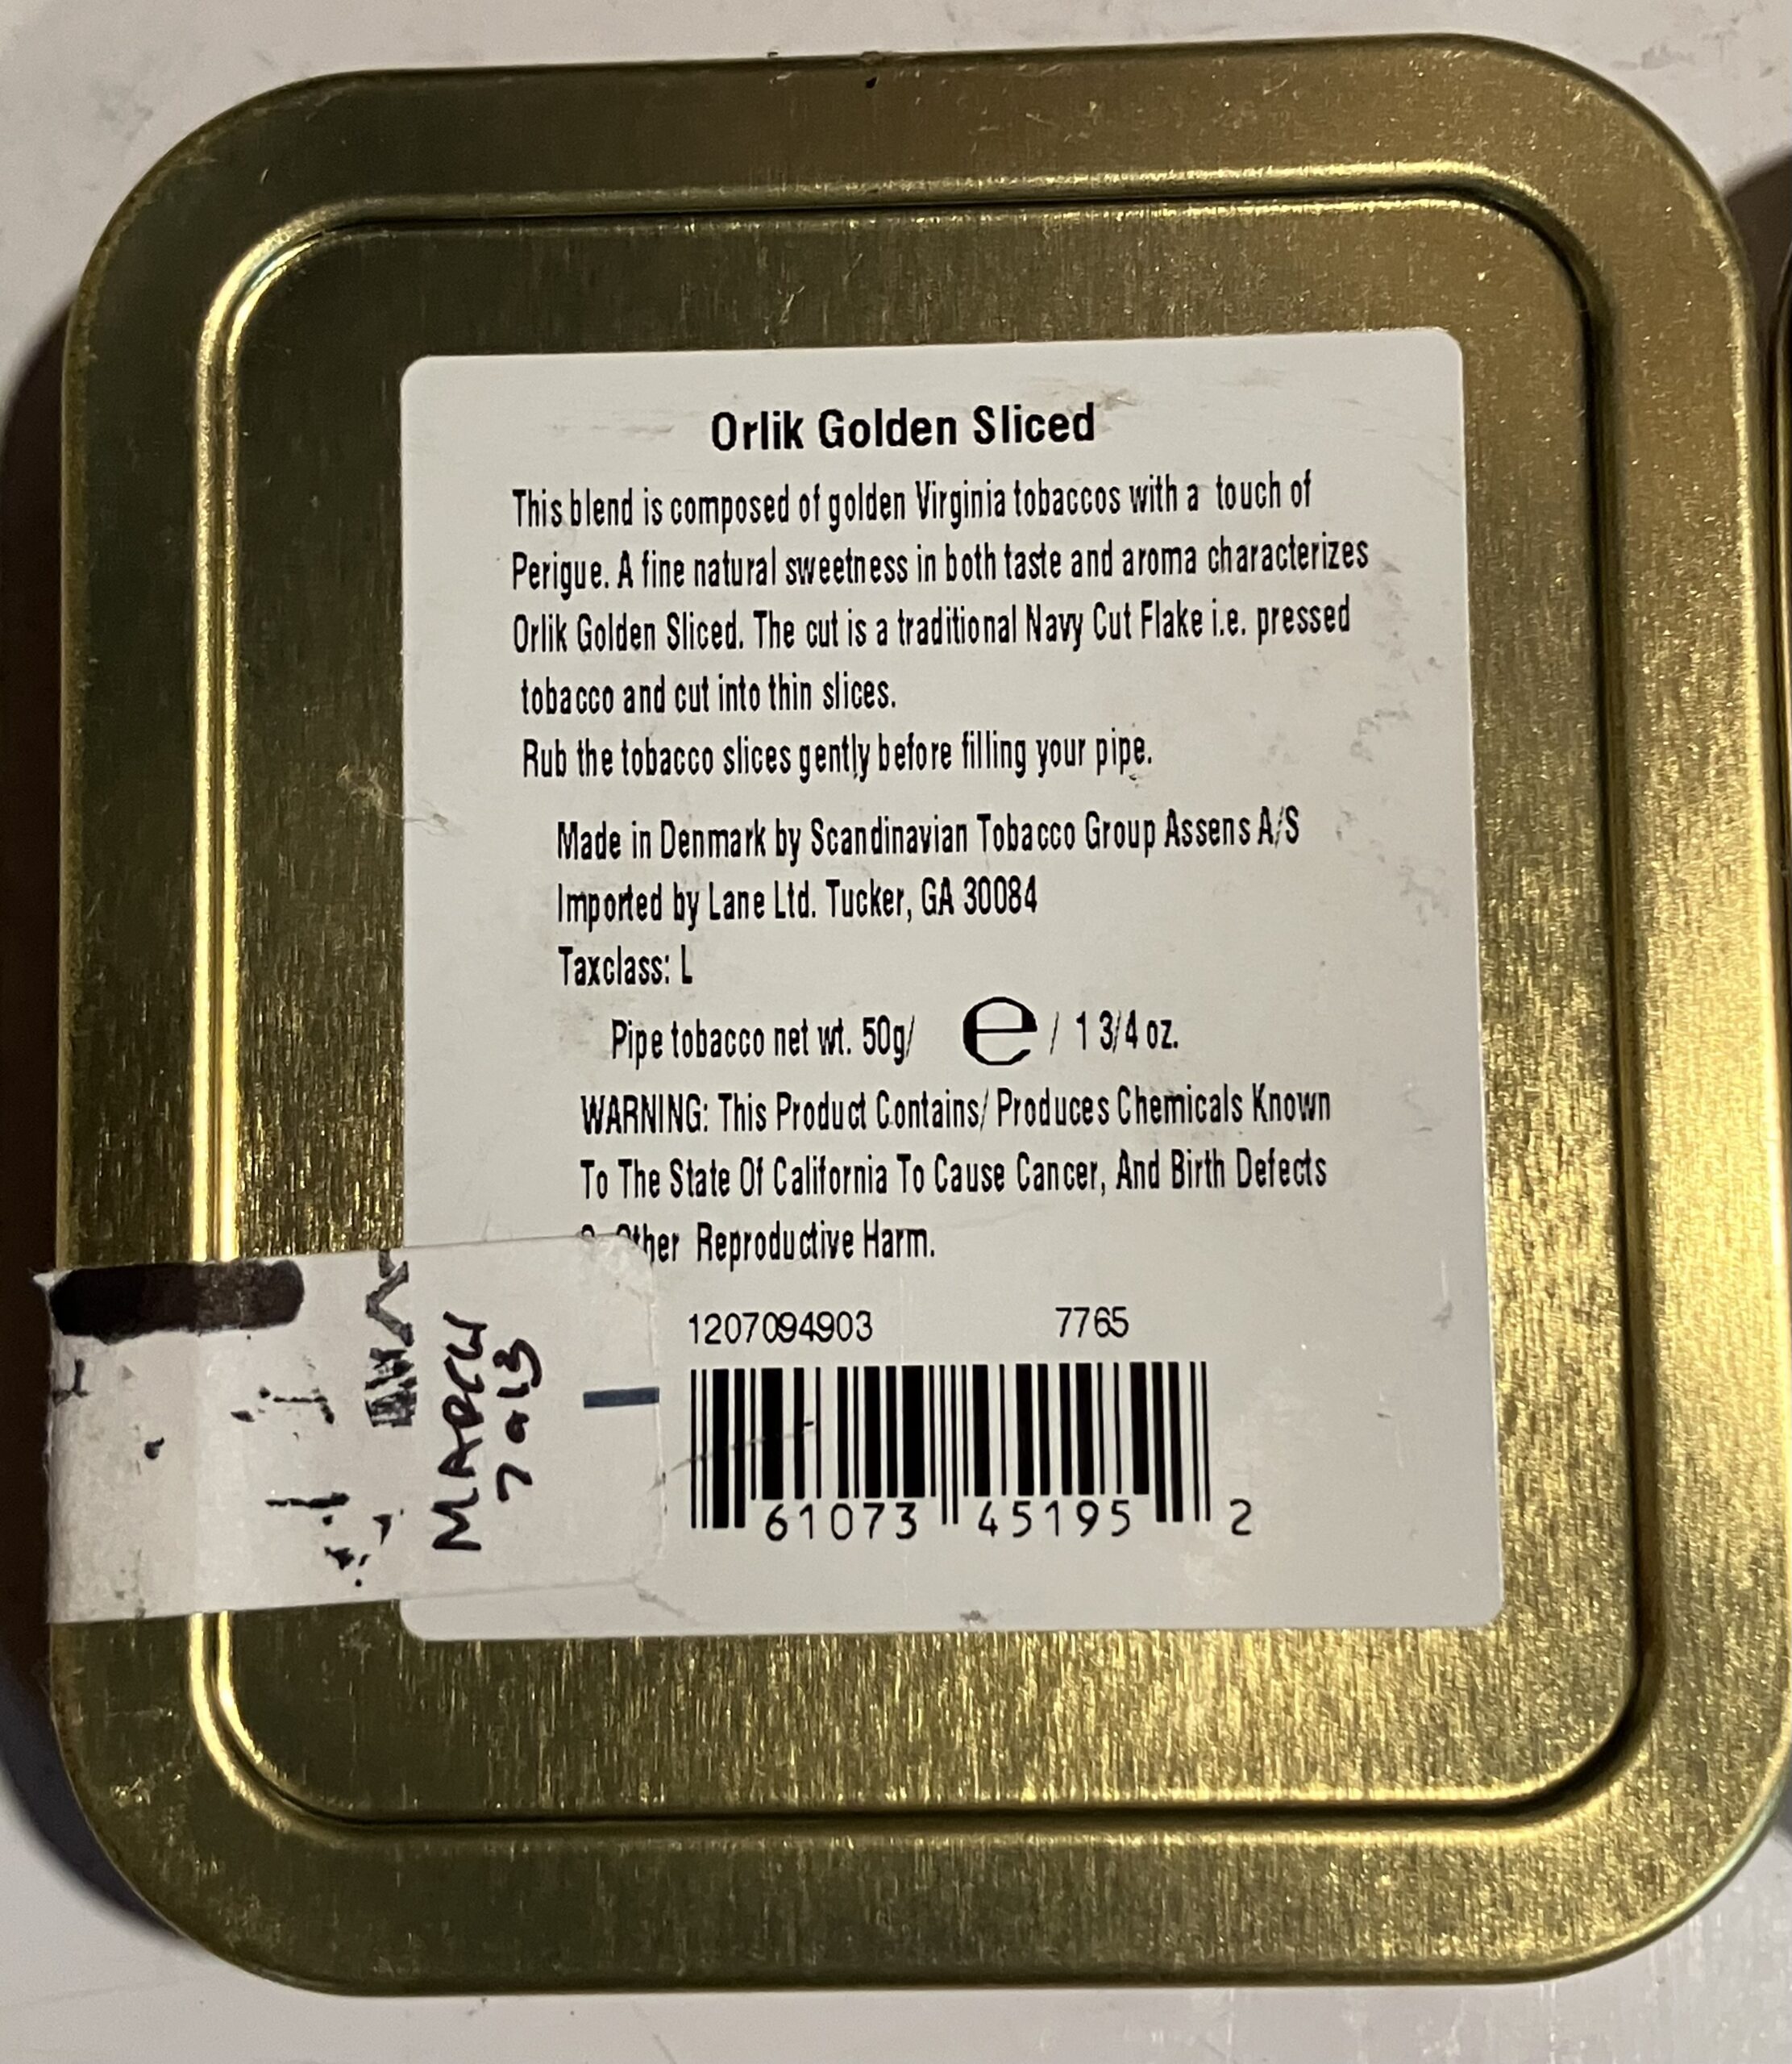 Orlik Golden Sliced
This blend is composed of golden Virginia tobaccos with a touch of
Perigue. A fine natural sweetness in both taste and aroma characterizes
Orlik Golden Sliced. The cut is a traditional Navy Cut Flake i.e. pressed
tobacco and cut into thin slices.
Rub the tobacco slices gently before filling your pipe.
Made in Denmark by Scandinavian Tobacco Group Assens A/S
Imported by Lane Ltd. Tucker, GA 30084
Taxclass: L
Pipe tobacco net wt. 50g/ e / 1 3/4 oz.
WARNING: This Product Contains/ Produces Chemicals Known
To The State Of California To Cause Cancer, And Birth Defects
Other Reproductive Harm.
1207094903 7765
61073 45195 2
MARCH
2013